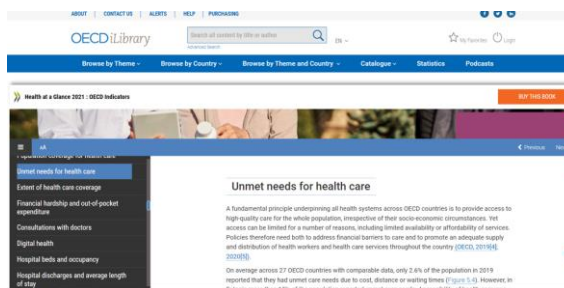 ABOUT | CONTACT US | ALERTS | HELP | PURCHASING
OECD iLibrary
Search all content by title or author
EN
Advanced Search
My Favorites
Login
Browse by Theme
Browse by Country
Browse by Theme and Country
Catalogue
Statistics
Podcasts
Health at a Glance 2021 : OECD Indicators
BUY THIS BOOK
Previous
Population coverage for health care
Unmet needs for health care
Extent of health care coverage
Financial hardship and out-of-pocket
expenditure
Consultations with doctors
Digital health
Hospital beds and occupancy
Hospital discharges and average length
of stay
Unmet needs for health care
A fundamental principle underpinning all health systems across OECD countries is to provide access to
high-quality care for the whole population, irrespective of their socio-economic circumstances. Yet
access can be limited for a number of reasons, including limited availability or affordability of services.
Policies therefore need both to address financial barriers to care and to promote an adequate supply
and distribution of health workers and health care services throughout the country (OECD, 2019[4],
2020[5]).
On average across 27 OECD countries with comparable data, only 2.6% of the population in 2019
reported that they had unmet care needs due to cost, distance or waiting times (Figure 5.4). However, in